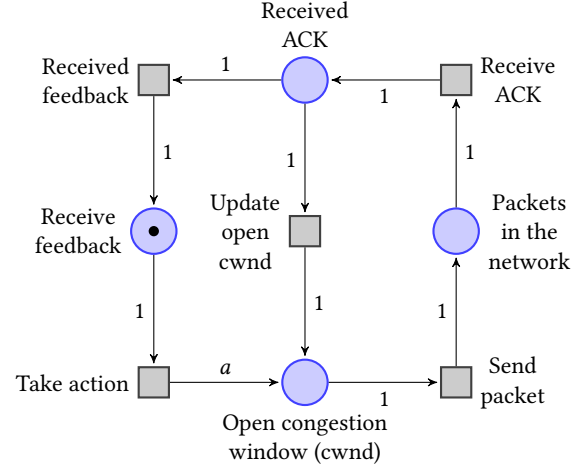 Received
ACK
Received
feedback
1
1
Receive
ACK
1
1
1
Receive
feedback
Update
open
cwnd
Packets
in the
network
1
1
1
Take action
a
1
Send
packet
Open congestion
window (cwnd)